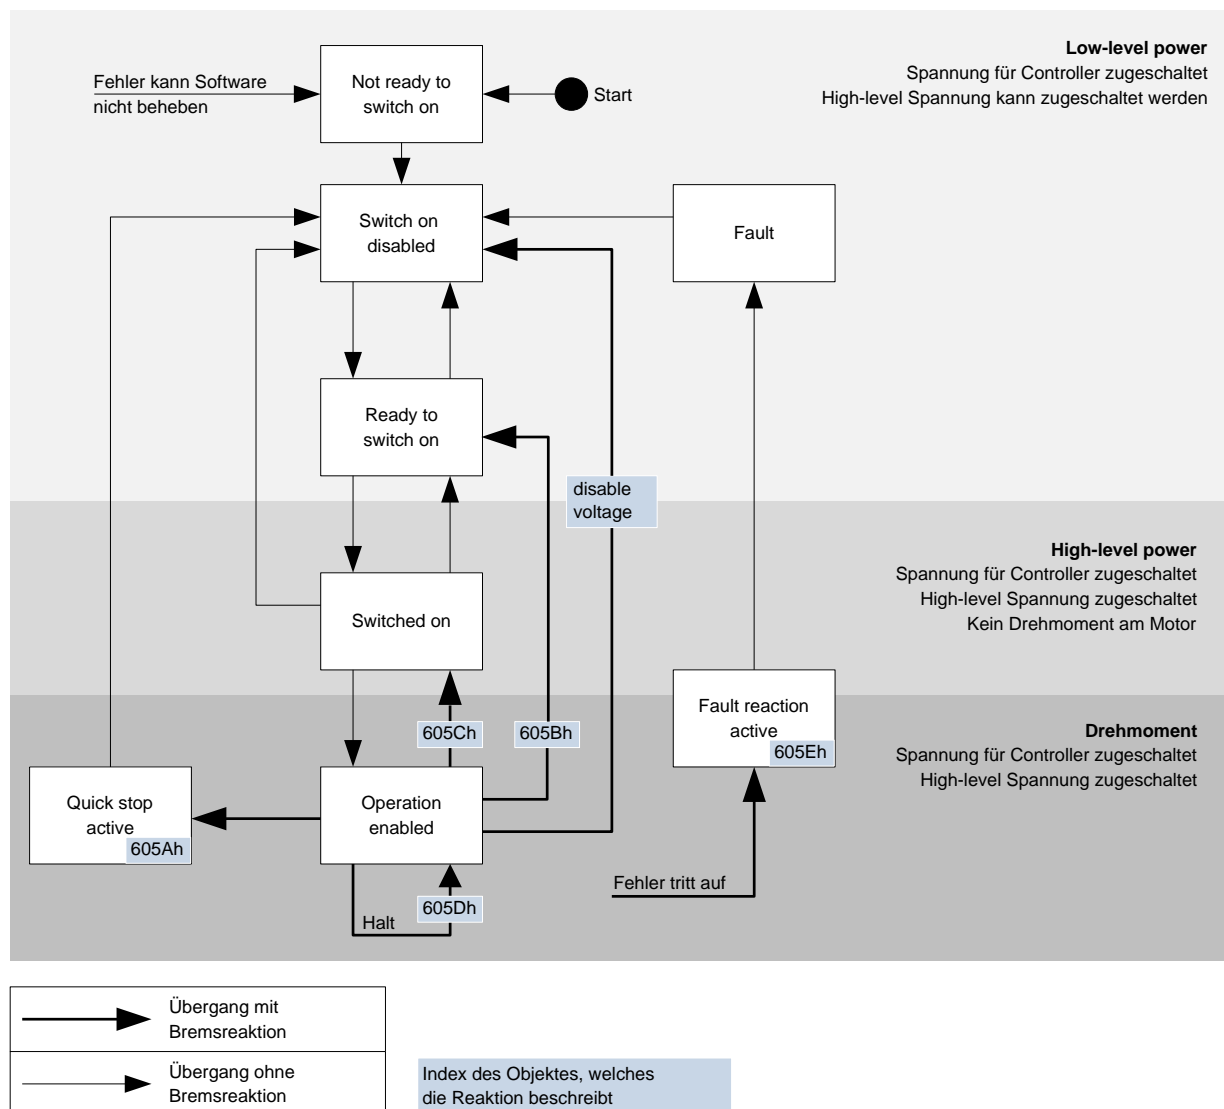 Low-level power
Spannung für Controller zugeschaltet
High-level Spannung kann zugeschaltet werden
Fehler kann Software
nicht beheben
Not ready to
switch on
Start
Switch on
disabled
Fault
Ready to
switch on
disable
voltage
High-level power
Spannung für Controller zugeschaltet
High-level Spannung zugeschaltet
Kein Drehmoment am Motor
Switched on
Fault reaction
active
605Eh
605Ch
605Bh
Drehmoment
Spannung für Controller zugeschaltet
High-level Spannung zugeschaltet
Quick stop
active
605Ah
Operation
enabled
Fehler tritt auf
605Dh
Halt
Übergang mit
Bremsreaktion
Übergang ohne
Bremsreaktion
Index des Objektes, welches
die Reaktion beschreibt